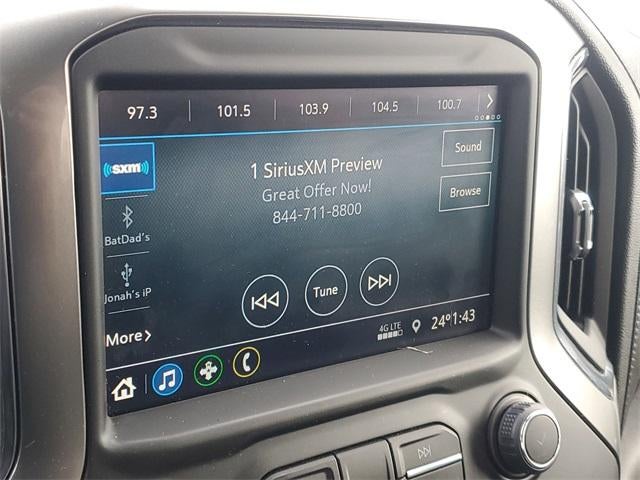 97.3 101.5 103.9 104.5 100.7
((sxm))
1 SiriusXM Preview
Great Offer Now!
844-711-8800
Sound
Browse
BatDad's
Jonah's iP
Tune
More
4G LTE
24° 1:43